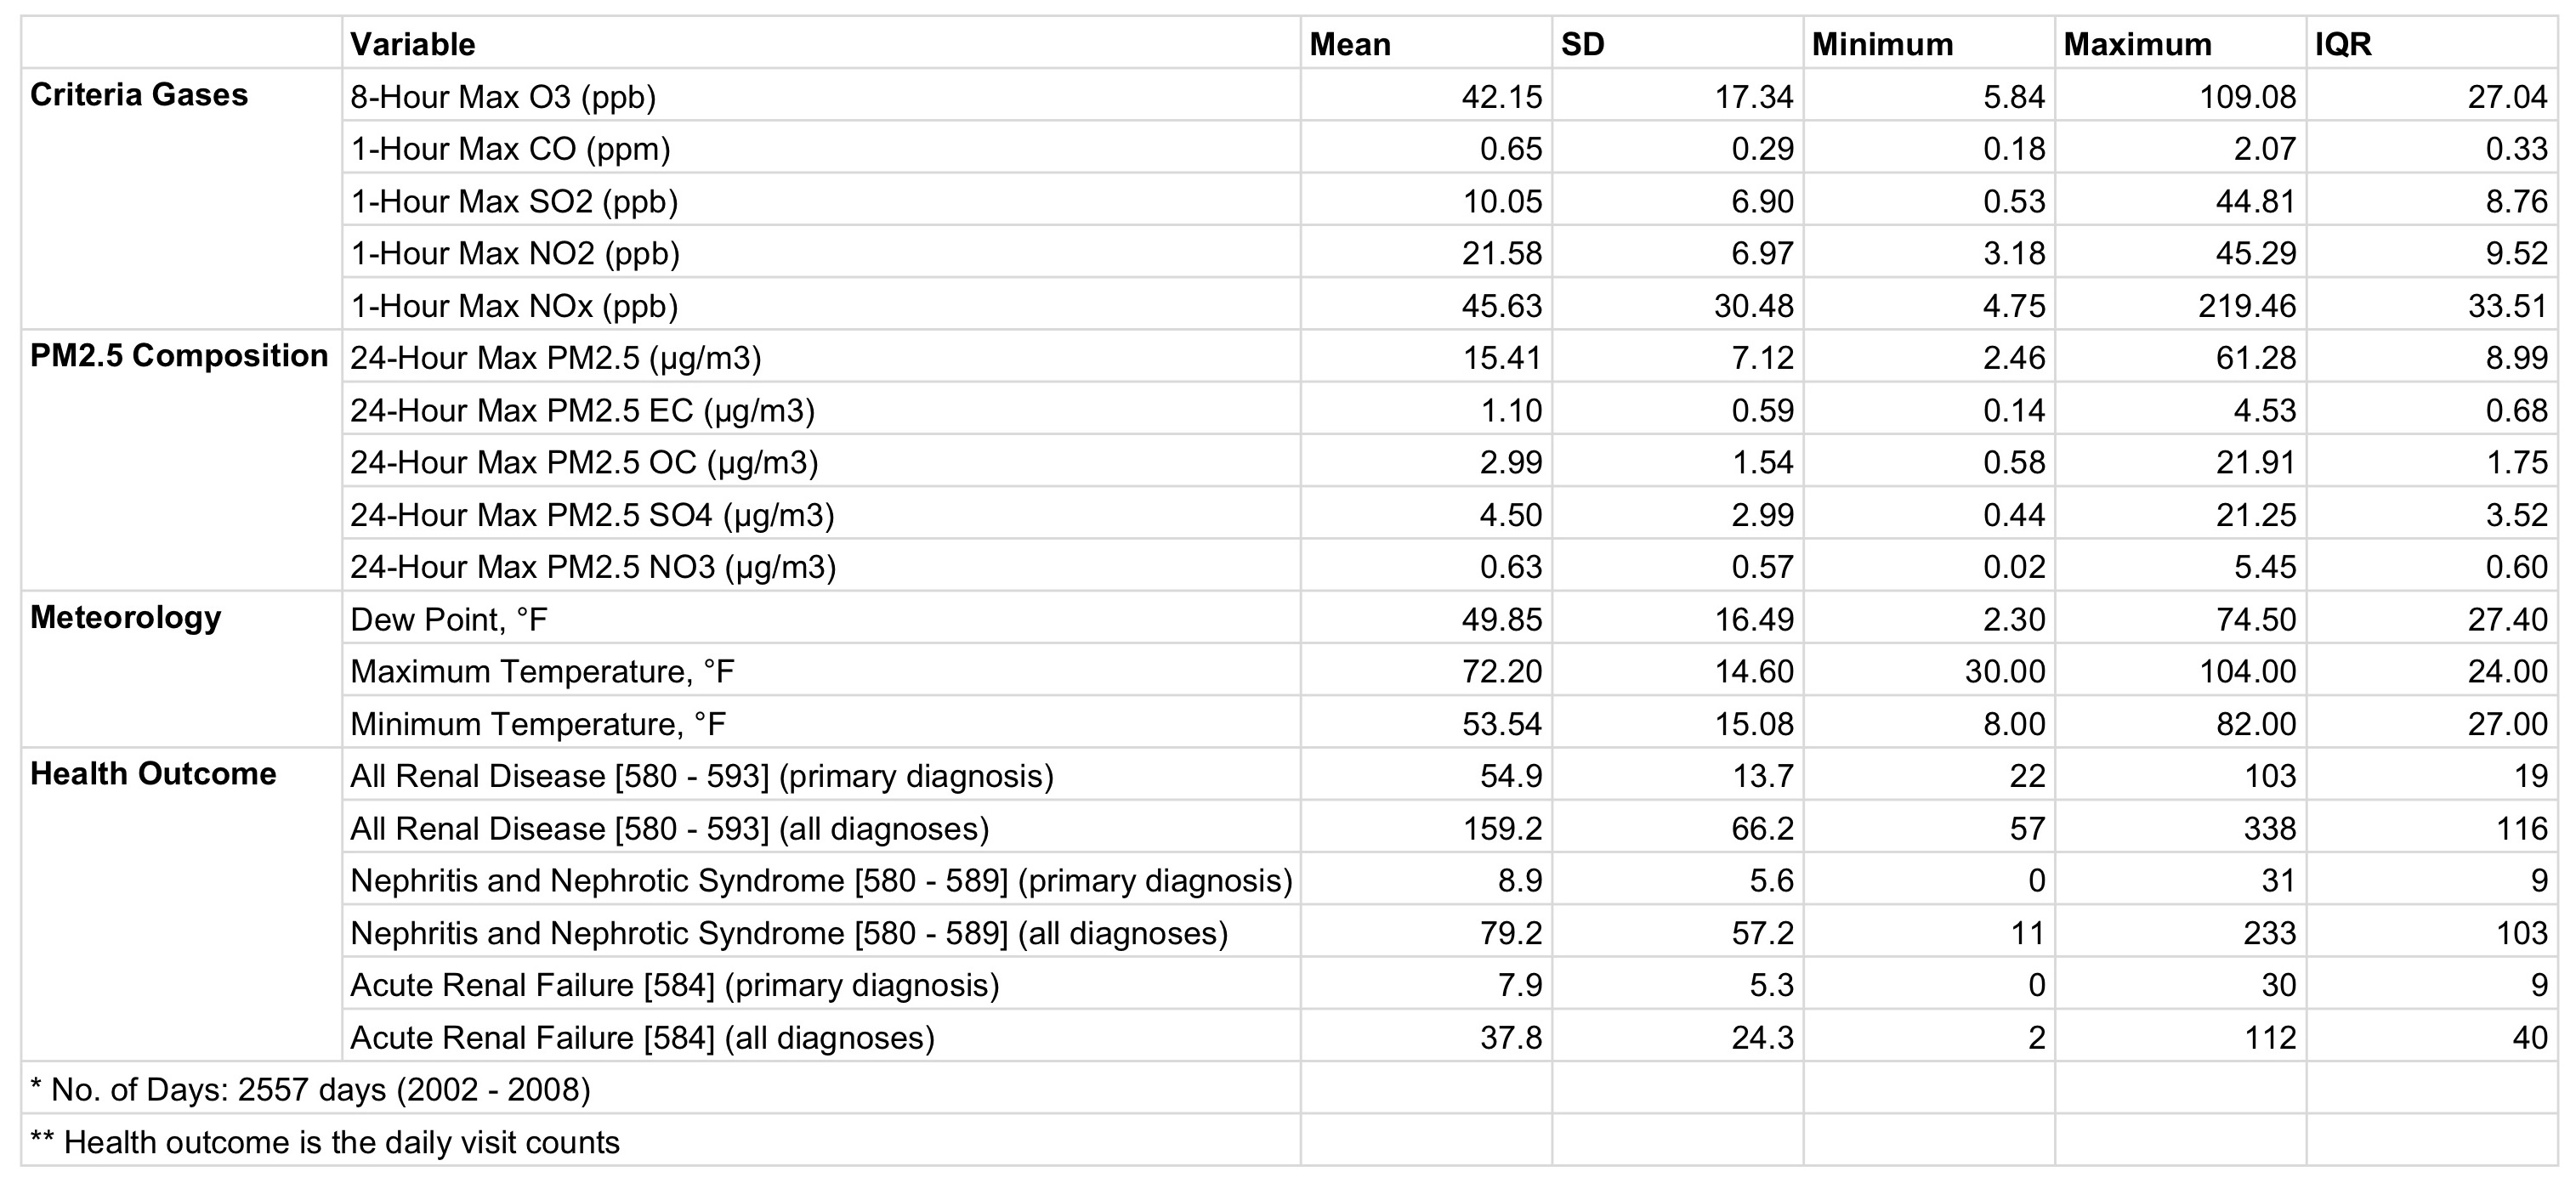 Variable Mean SD Minimum Maximum IQR
Criteria Gases 8-Hour Max O3 (ppb) 42.15 17.34 5.84 109.08 27.04
1-Hour Max CO (ppm) 0.65 0.29 0.18 2.07 0.33
1-Hour Max SO2 (ppb) 10.05 6.90 0.53 44.81 8.76
1-Hour Max NO2 (ppb) 21.58 6.97 3.18 45.29 9.52
1-Hour Max NOx (ppb) 45.63 30.48 4.75 219.46 33.51
PM2.5 Composition 24-Hour Max PM2.5 (µg/m3) 15.41 7.12 2.46 61.28 8.99
24-Hour Max PM2.5 EC (µg/m3) 1.10 0.59 0.14 4.53 0.68
24-Hour Max PM2.5 OC (µg/m3) 2.99 1.54 0.58 21.91 1.75
24-Hour Max PM2.5 SO4 (µg/m3) 4.50 2.99 0.44 21.25 3.52
24-Hour Max PM2.5 NO3 (µg/m3) 0.63 0.57 0.02 5.45 0.60
Meteorology Dew Point, °F 49.85 16.49 2.30 74.50 27.40
Maximum Temperature, °F 72.20 14.60 30.00 104.00 24.00
Minimum Temperature, °F 53.54 15.08 8.00 82.00 27.00
Health Outcome All Renal Disease [580 - 593] (primary diagnosis) 54.9 13.7 22 103 19
All Renal Disease [580 - 593] (all diagnoses) 159.2 66.2 57 338 116
Nephritis and Nephrotic Syndrome [580 - 589] (primary diagnosis) 8.9 5.6 0 31 9
Nephritis and Nephrotic Syndrome [580 - 589] (all diagnoses) 79.2 57.2 11 233 103
Acute Renal Failure [584] (primary diagnosis) 7.9 5.3 0 30 9
Acute Renal Failure [584] (all diagnoses) 37.8 24.3 2 112 40
* No. of Days: 2557 days (2002 - 2008)
** Health outcome is the daily visit counts